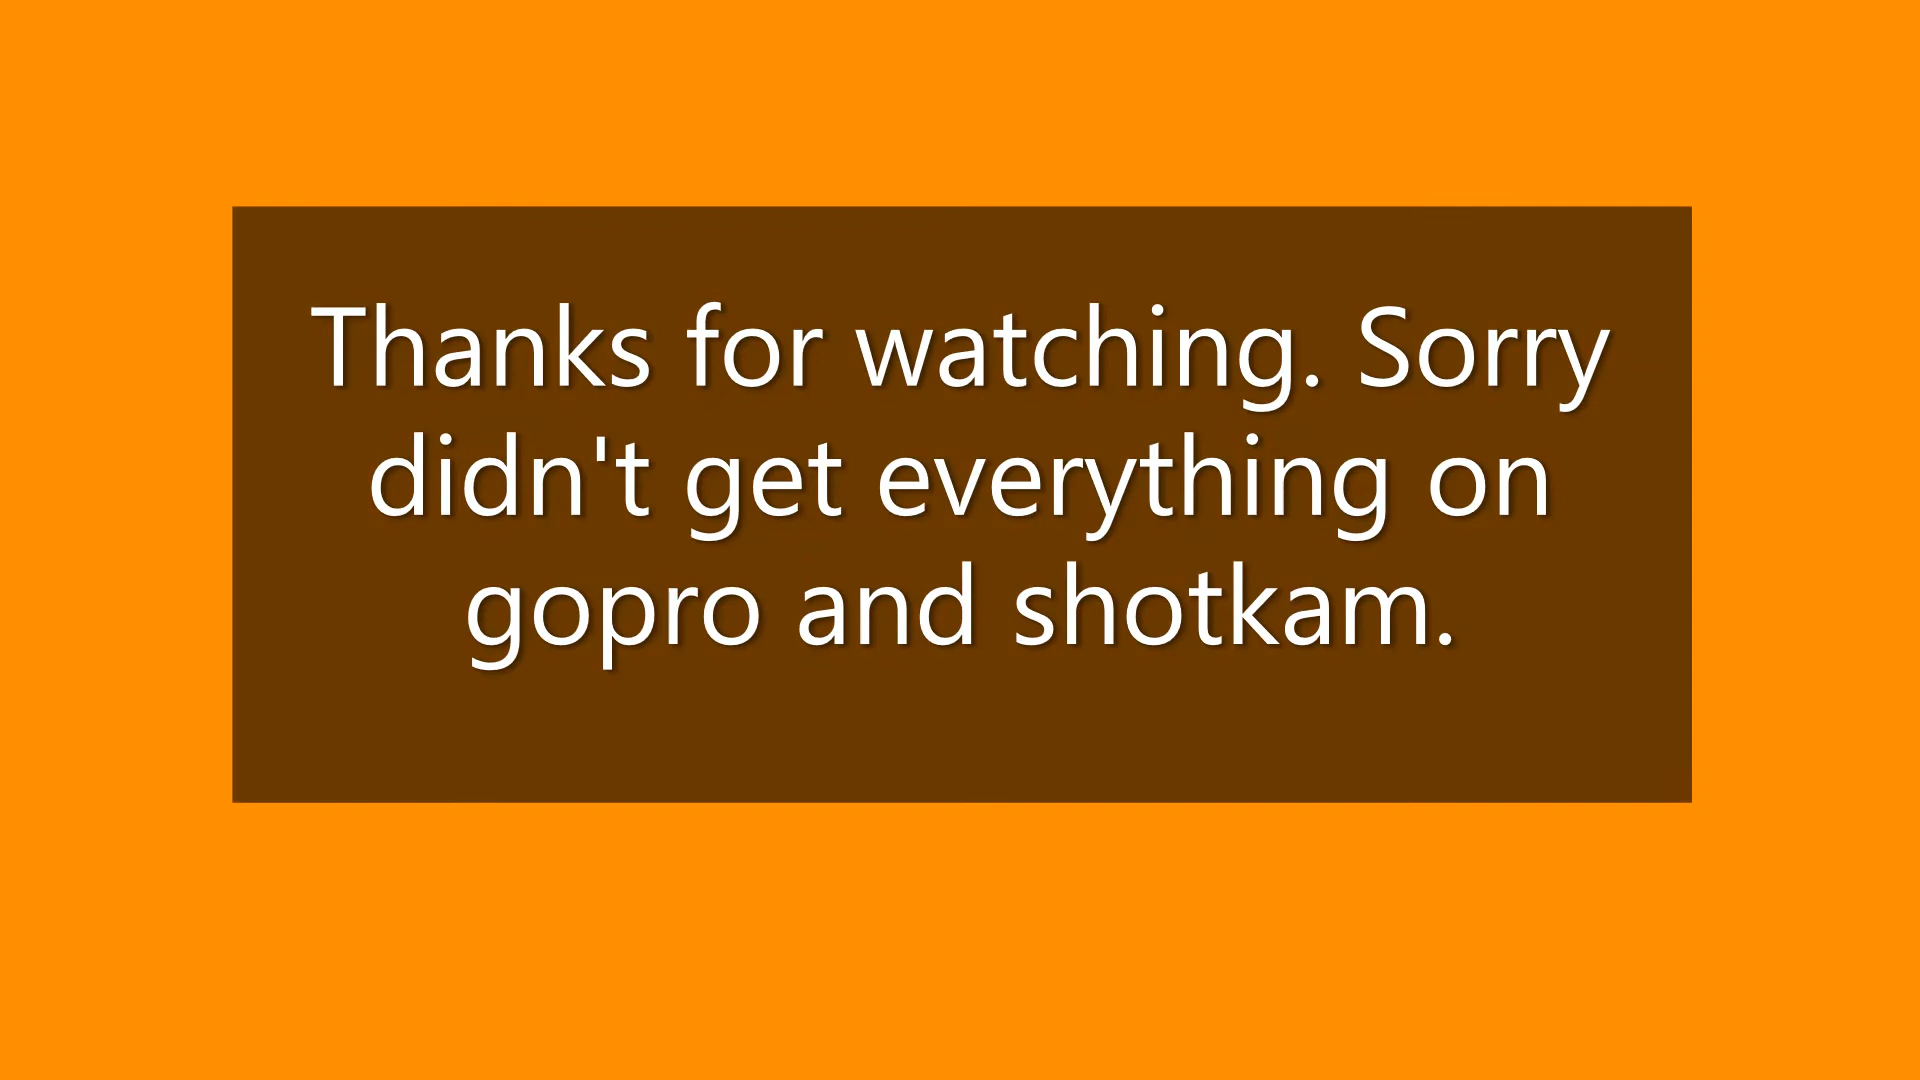 Thanks for watching. Sorry
didn't get everything on
gopro and shotkam.